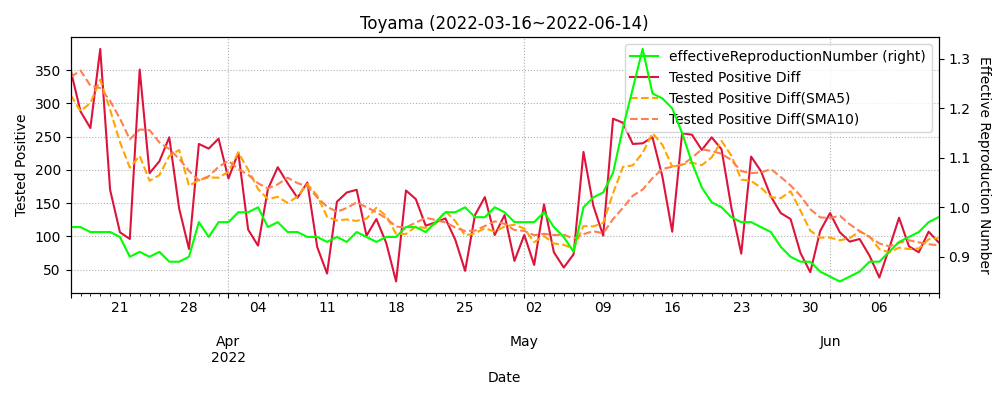 Toyama (2022-03-16~2022-06-14)
effectiveReproductionNumber (right)
Tested Positive Diff
Tested Positive Diff(SMA5)
Tested Positive Diff(SMA10)
Tested Positive
350
300
250
200
150
100
50
1.3
1.2
1.1
1.0
0.9
Effective Reproduction Number
21 28 04 11 18 25 02 09 16 23 30 06
Apr May Jun
2022
Date